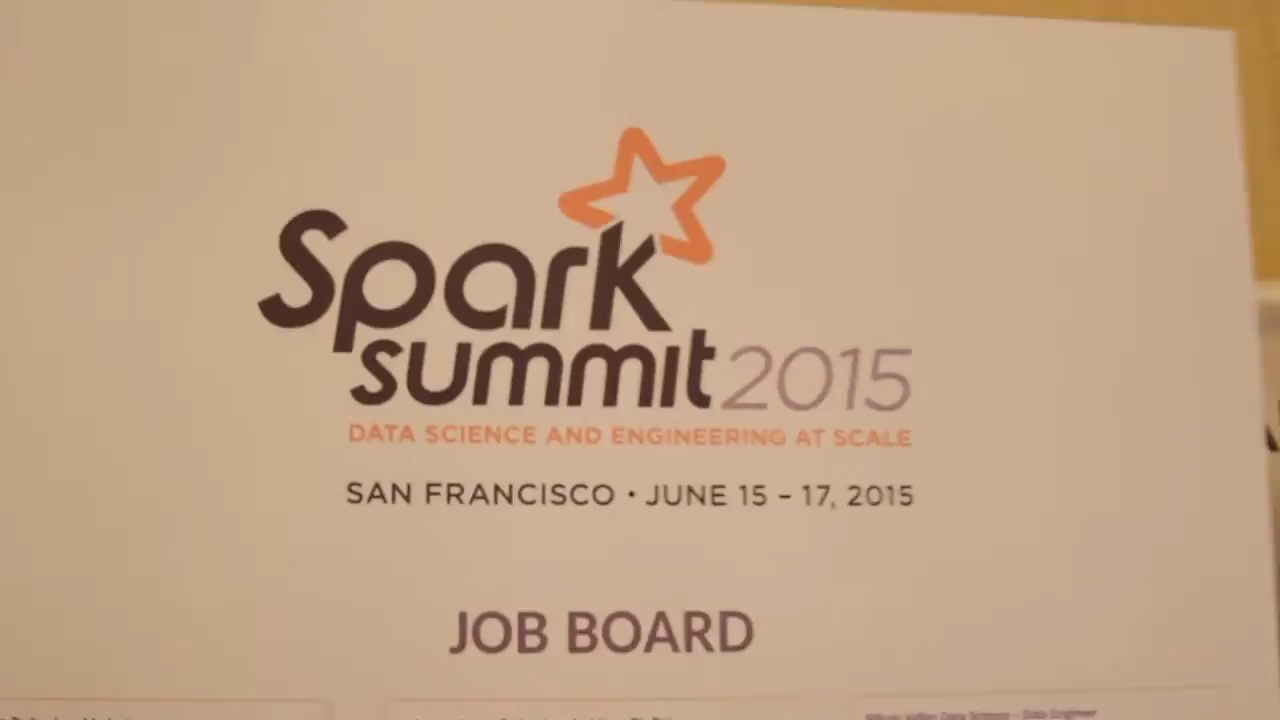 Spark
summit 2015
DATA SCIENCE AND ENGINEERING AT SCALE
SAN FRANCISCO • JUNE 15 – 17, 2015
JOB BOARD